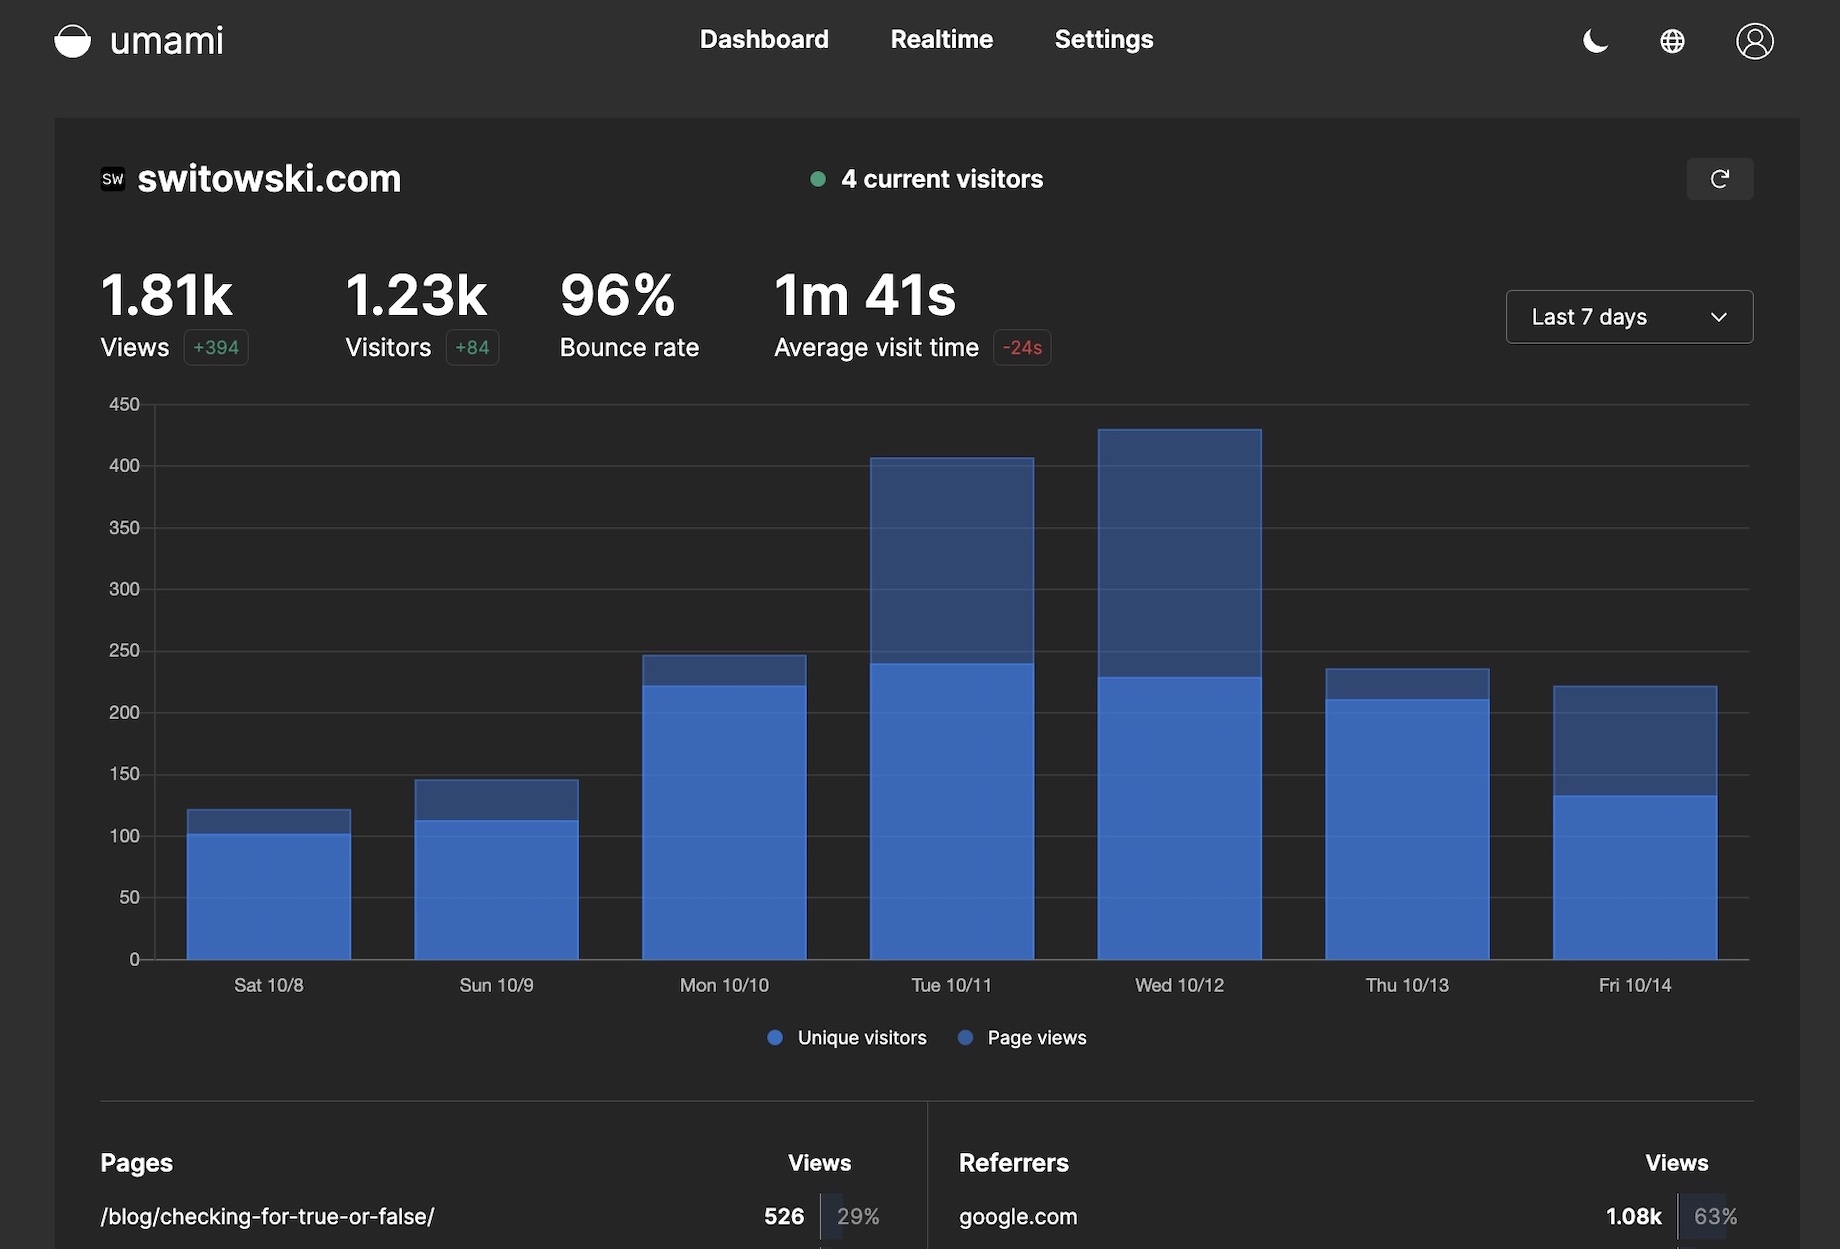 umami
Dashboard Realtime Settings
SW switowski.com
4 current visitors
1.81k 1.23k 96% 1m 41s
Views +394 Visitors +84 Bounce rate Average visit time -24s
Last 7 days
450
400
350
300
250
200
150
100
50
0
Sat 10/8 Sun 10/9 Mon 10/10 Tue 10/11 Wed 10/12 Thu 10/13 Fri 10/14
Unique visitors Page views
Pages Views
/blog/checking-for-true-or-false/ 526 29%
Referrers Views
google.com 1.08k 63%